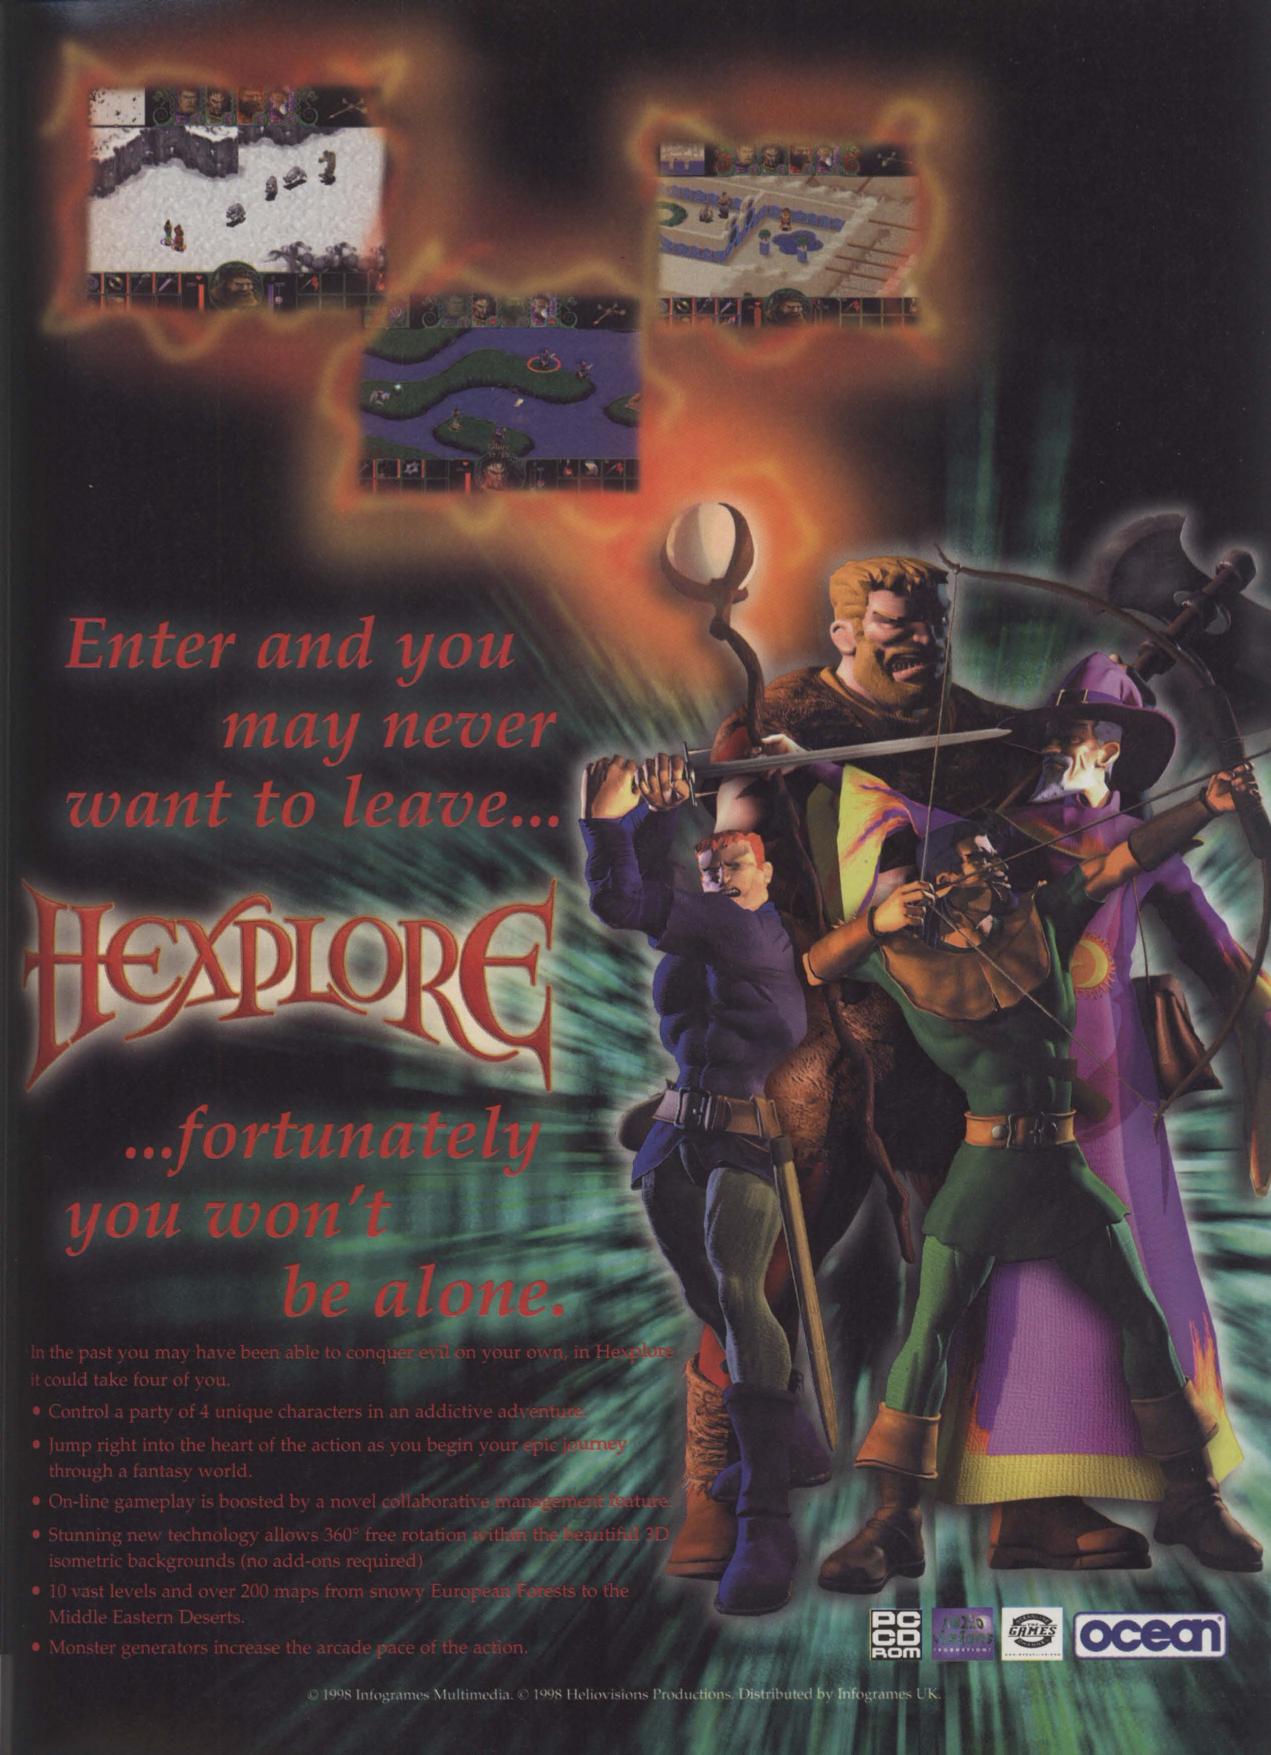 Enter and you
may never
want to leave...
HEXPLORE
...fortunately
you won't
be alone.
In the past you may have been able to conquer evil on your own, in Hexplore
it could take four of you.
• Control a party of 4 unique characters in an addictive adventure.
• Jump right into the heart of the action as you begin your epic journey
through a fantasy world.
• On-line gameplay is boosted by a novel collaborative management feature.
• Stunning new technology allows 360° free rotation within the beautiful 3D
isometric backgrounds (no add-ons required)
• 10 vast levels and over 200 maps from snowy European Forests to the
Middle Eastern Deserts.
• Monster generators increase the arcade pace of the action.
PC
CD
ROM
THE
GAMES
ocean
© 1998 Infogrames Multimedia. © 1998 Heliovisions Productions. Distributed by Infogrames UK.